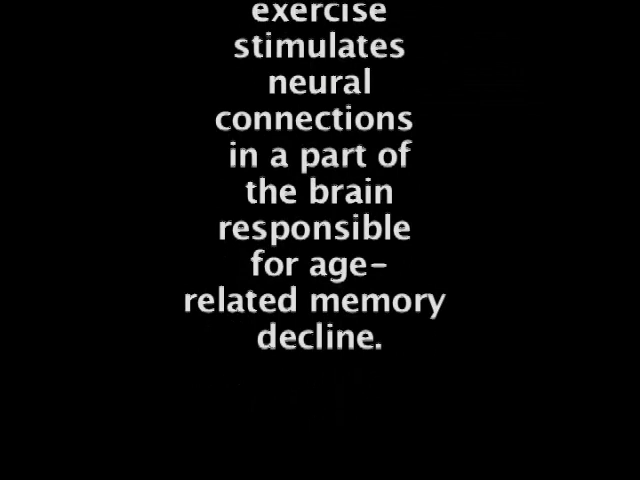 exercise
stimulates
neural
connections
in a part of
the brain
responsible
for age-
related memory
decline.